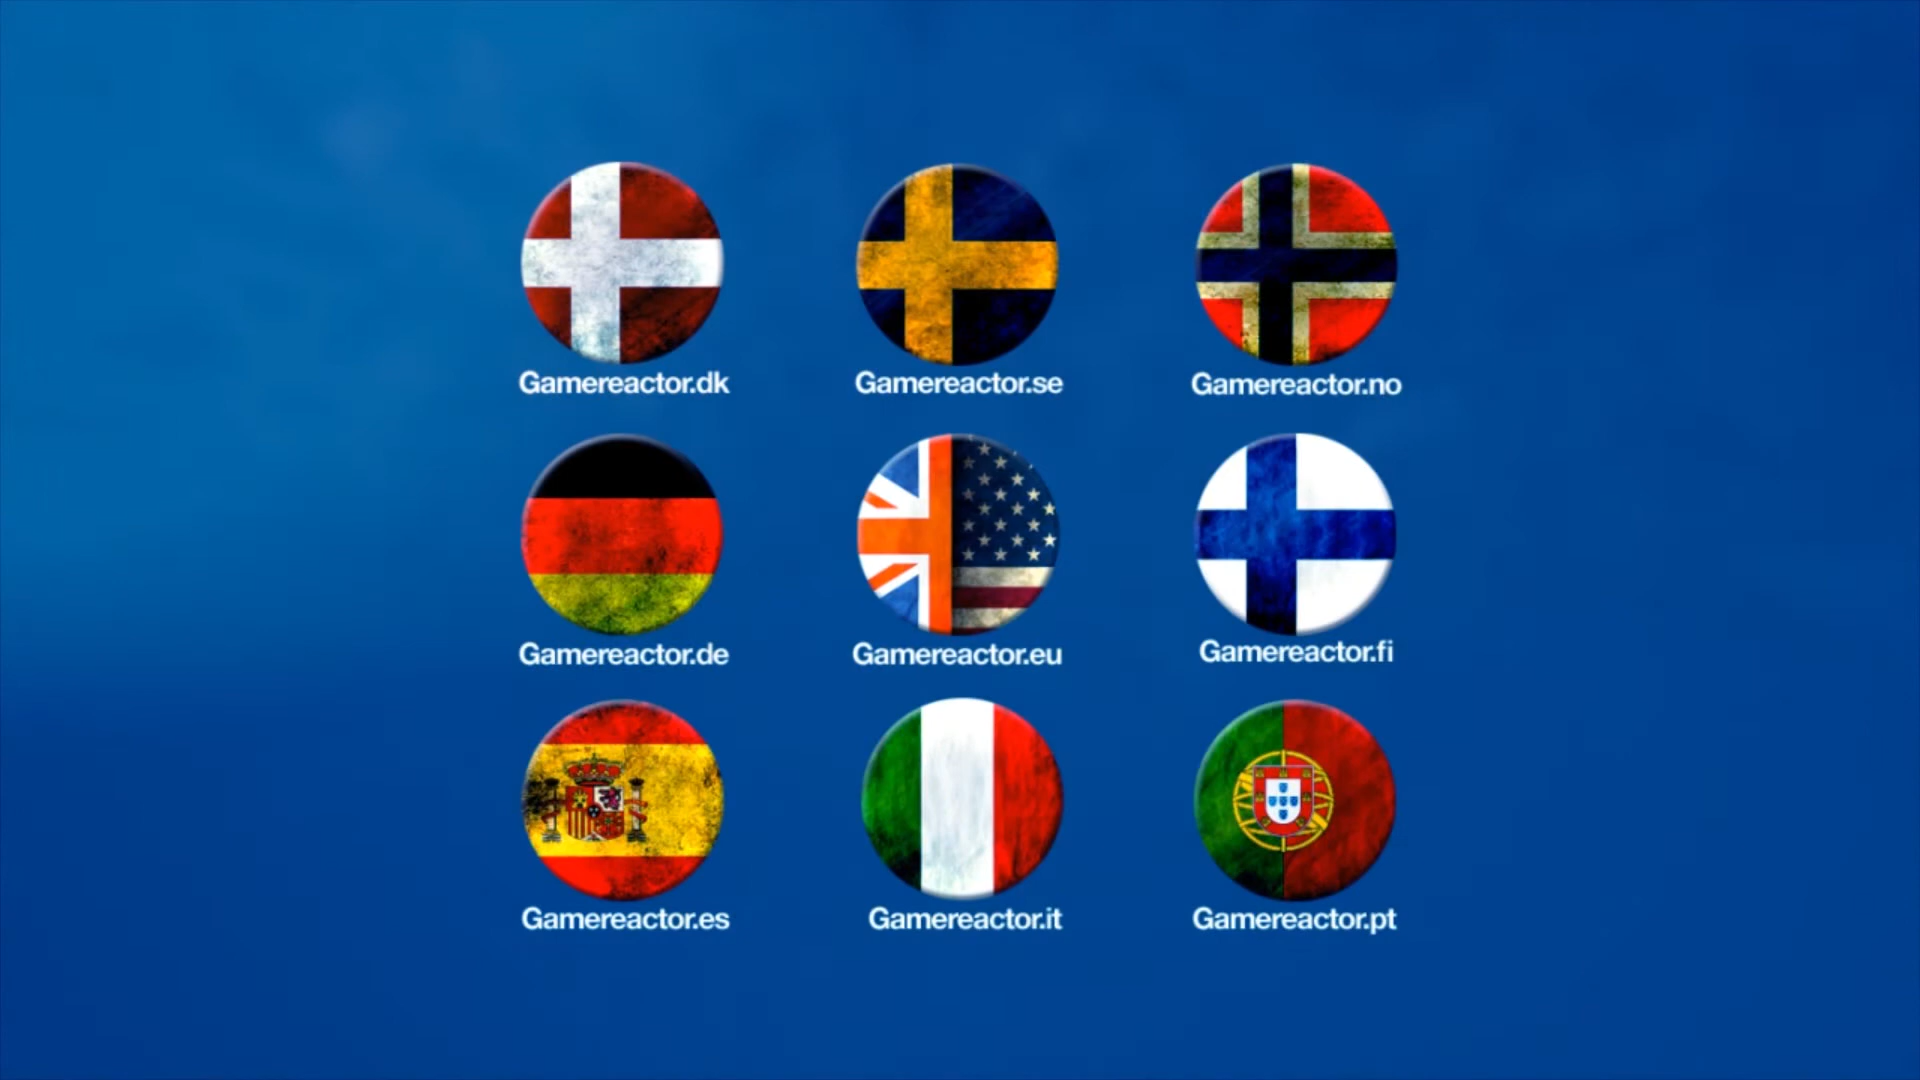 Gamereactor.dk
Gamereactor.se
Gamereactor.no
Gamereactor.de
Gamereactor.eu
Gamereactor.fi
Gamereactor.es
Gamereactor.it
Gamereactor.pt